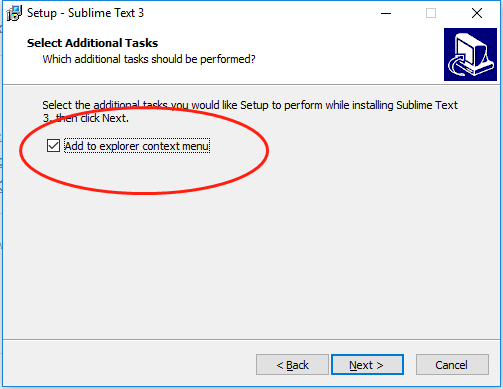 Setup - Sublime Text 3
Select Additional Tasks
Which additional tasks should be performed?
Select the additional tasks you would like Setup to perform while installing Sublime Text
3, then click Next.
Add to explorer context menu
< Back
Next >
Cancel